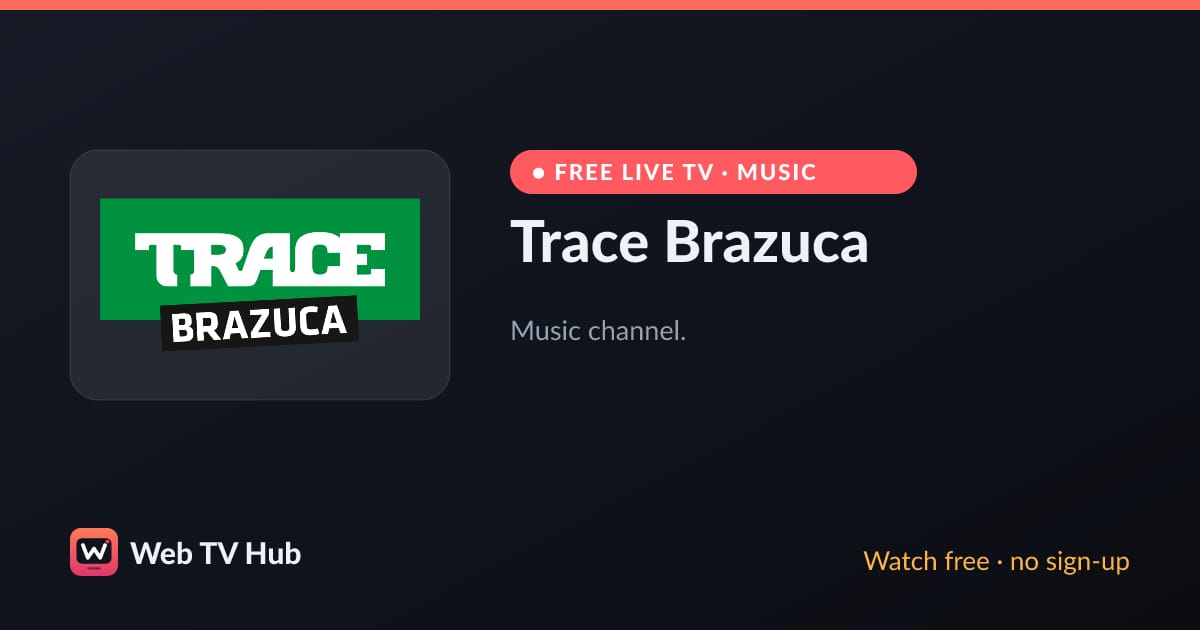 TRACE
BRAZUCA
FREE LIVE TV · MUSIC
Trace Brazuca
Music channel.
W
Web TV Hub
Watch free · no sign-up